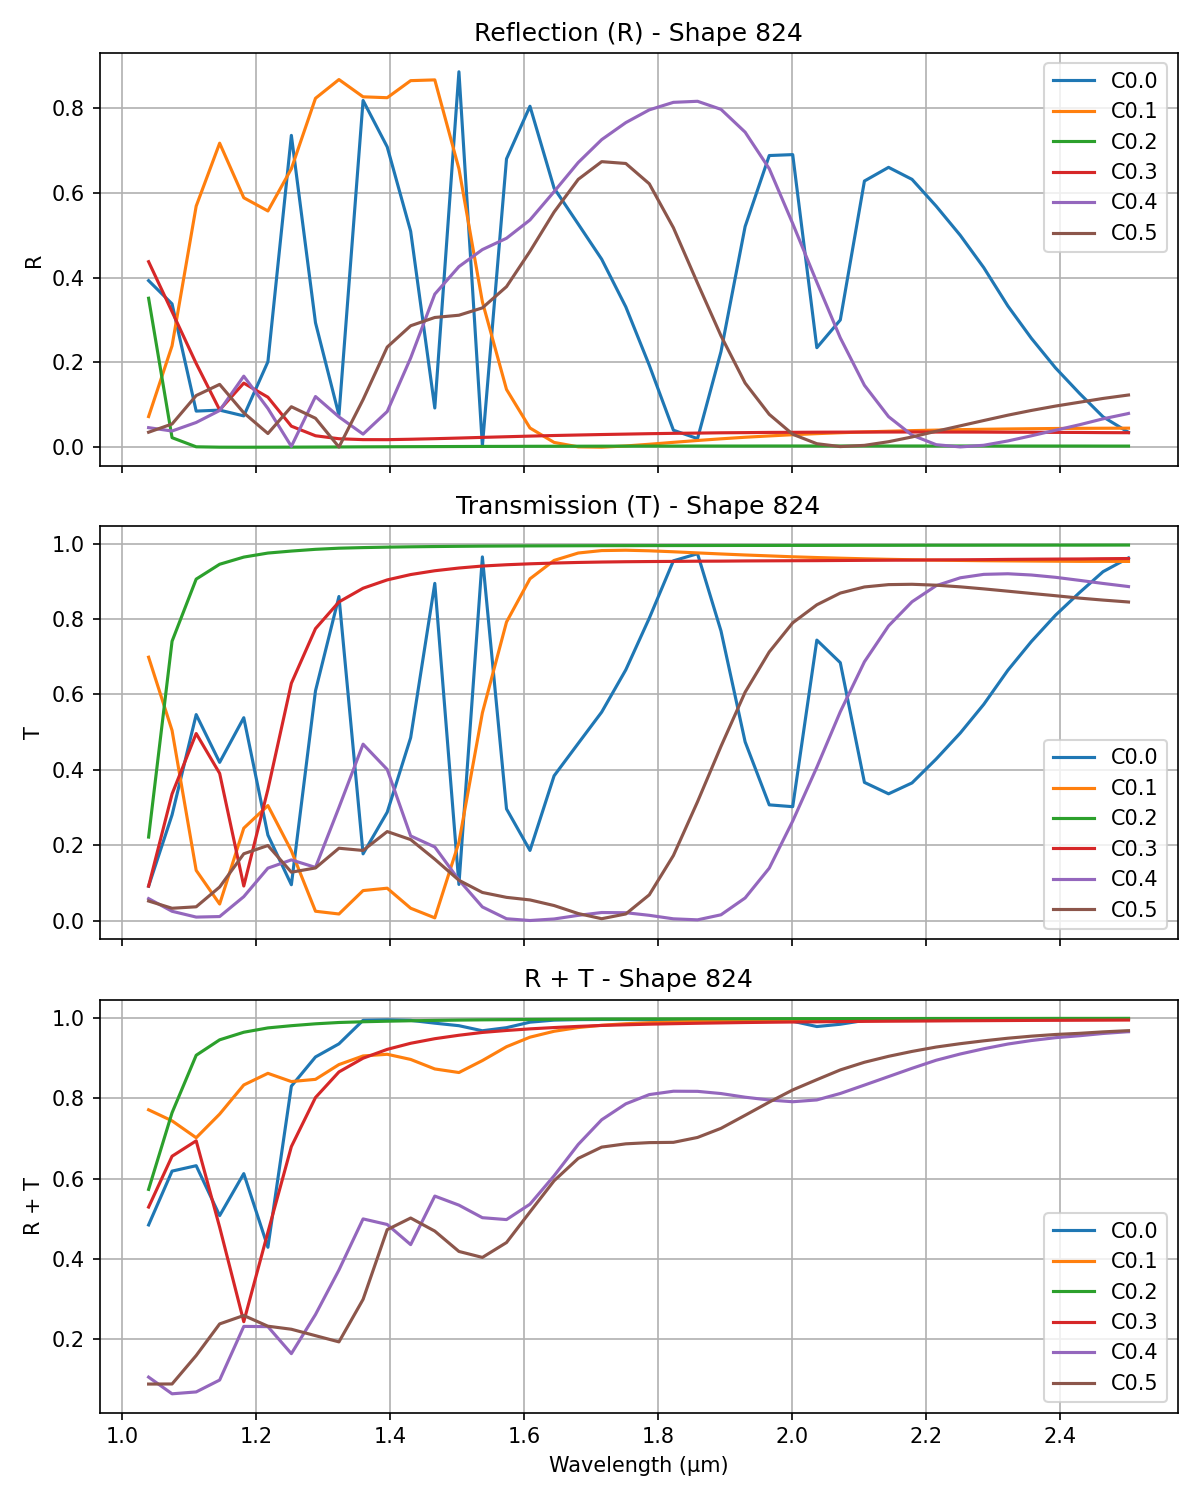 Reflection (R) - Shape 824
R
0.8
0.6
0.4
0.2
0.0
C0.0
C0.1
C0.2
C0.3
C0.4
C0.5
Transmission (T) - Shape 824
T
1.0
0.8
0.6
0.4
0.2
0.0
C0.0
C0.1
C0.2
C0.3
C0.4
C0.5
R + T - Shape 824
R + T
1.0
0.8
0.6
0.4
0.2
C0.0
C0.1
C0.2
C0.3
C0.4
C0.5
1.0 1.2 1.4 1.6 1.8 2.0 2.2 2.4
Wavelength (μm)